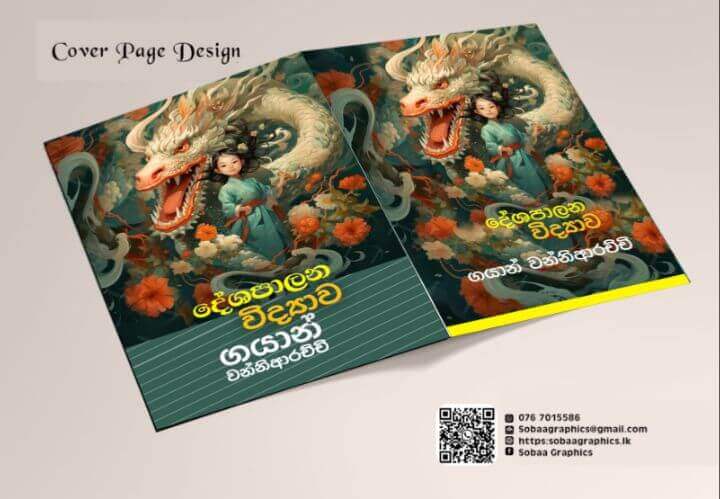 Cover Page Design
දේශපාලන
විද්‍යාව
ගයාන්
වන්නිආරච්චි
දේශපාලන
විද්‍යාව
ගයාන් වන්නිආරච්චි
076 7015586
Sobaagraphics@gmail.com
https:sobaagraphics.lk
Sobaa Graphics